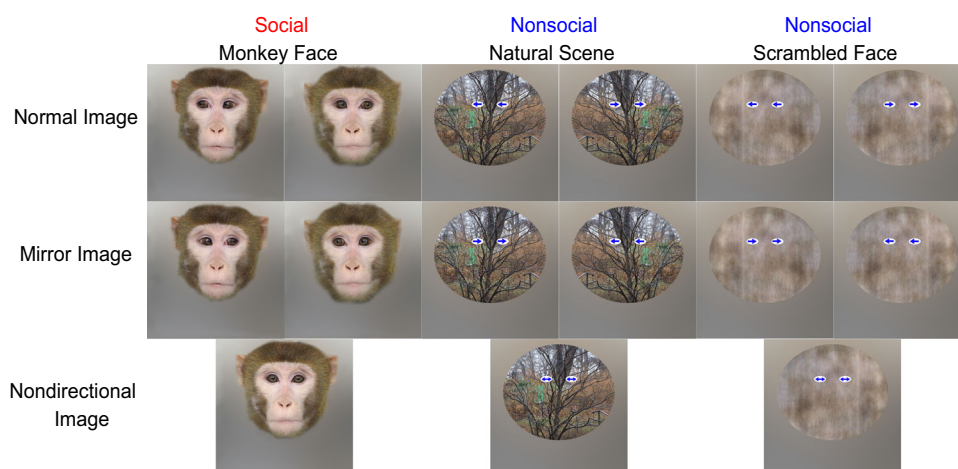 Social
Nonsocial
Nonsocial
Monkey Face
Natural Scene
Scrambled Face
Normal Image
Mirror Image
Nondirectional
Image